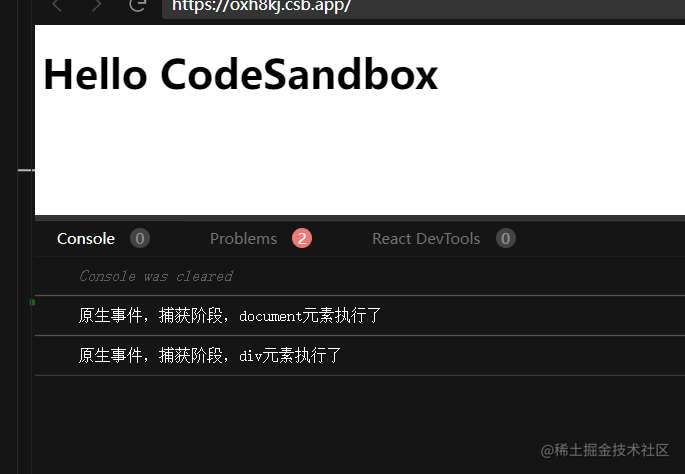 https://oxh8kj.csb.app/
Hello CodeSandbox
Console 0 Problems 2 React DevTools 0
Console was cleared
原生事件，捕获阶段，document元素执行了
原生事件，捕获阶段，div元素执行了
@稀土掘金技术社区